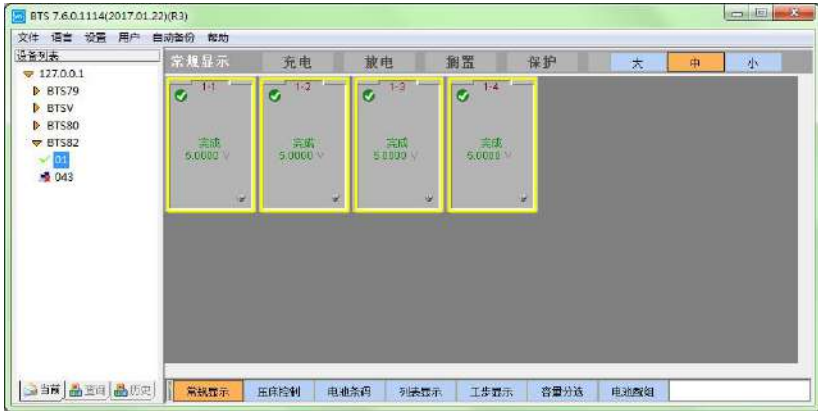 BTS 7.6.0.1114(2017.01.22)(R3)
文件 语言 设置 用户 自动备份 帮助
设备列表
127.0.0.1
BTS79
BTSV
BTS80
BTS82
01
043
常规显示 充电 放电 搁置 保护 大 中 小
1-1 1-2 1-3 1-4
完成 完成 完成 完成
5.0000 V 5.0000 V 5.0000 V 5.0000 V
当前 查询 历史
常规显示 压床控制 电池条码 列表显示 工步显示 容量分选 电池配组